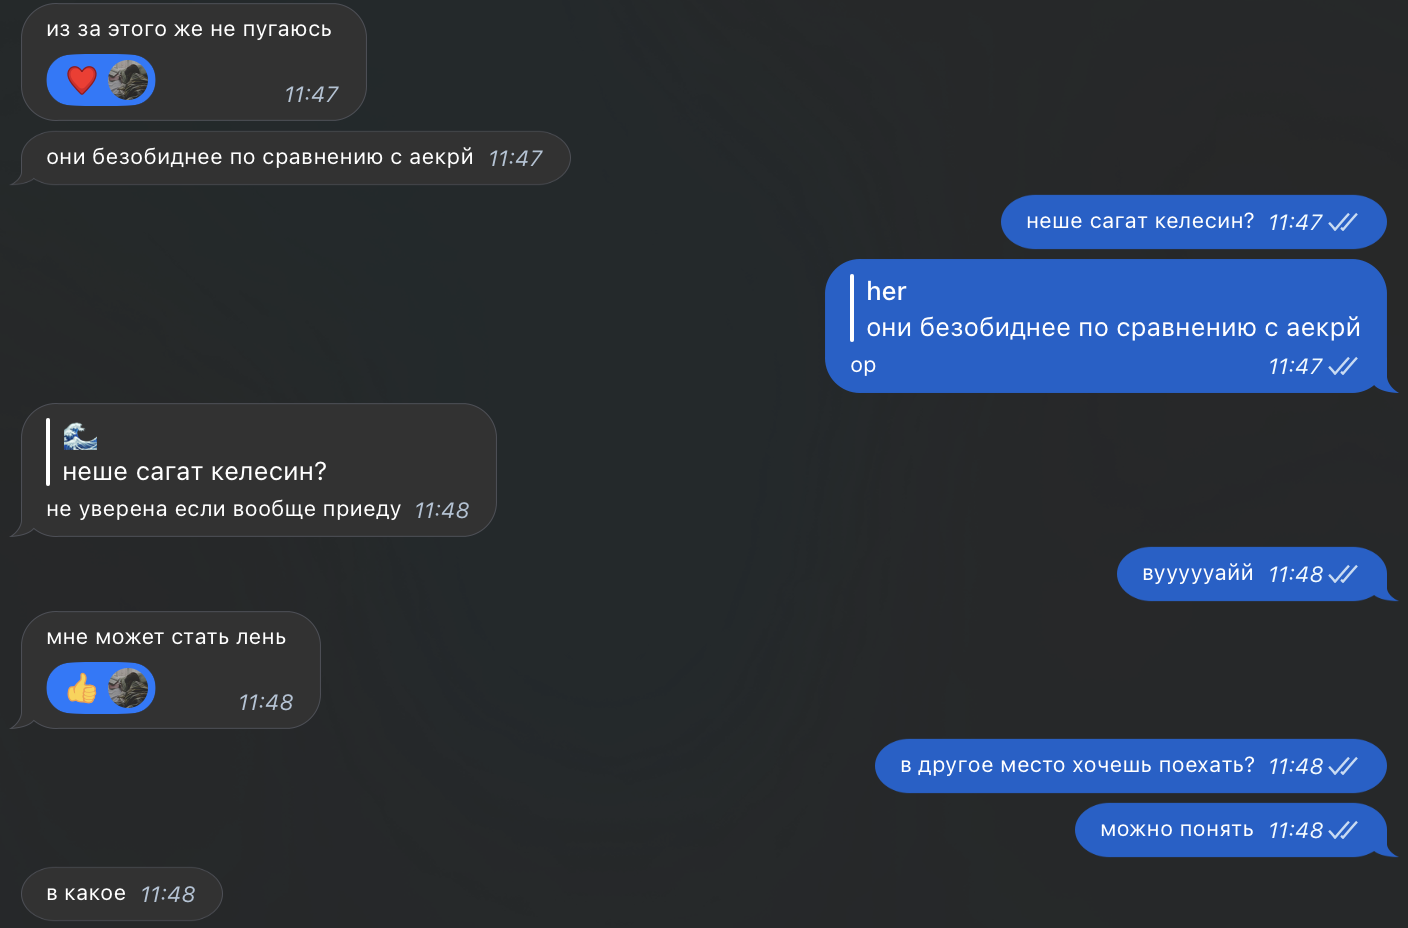 из за этого же не пугаюсь
11:47
они безобиднее по сравнению с аекрй 11:47
неше сагат келесин? 11:47
her
они безобиднее по сравнению с аекрй
ор 11:47
неше сагат келесин?
не уверена если вообще приеду 11:48
вуууууайй 11:48
мне может стать лень
11:48
в другое место хочешь поехать? 11:48
можно понять 11:48
в какое 11:48